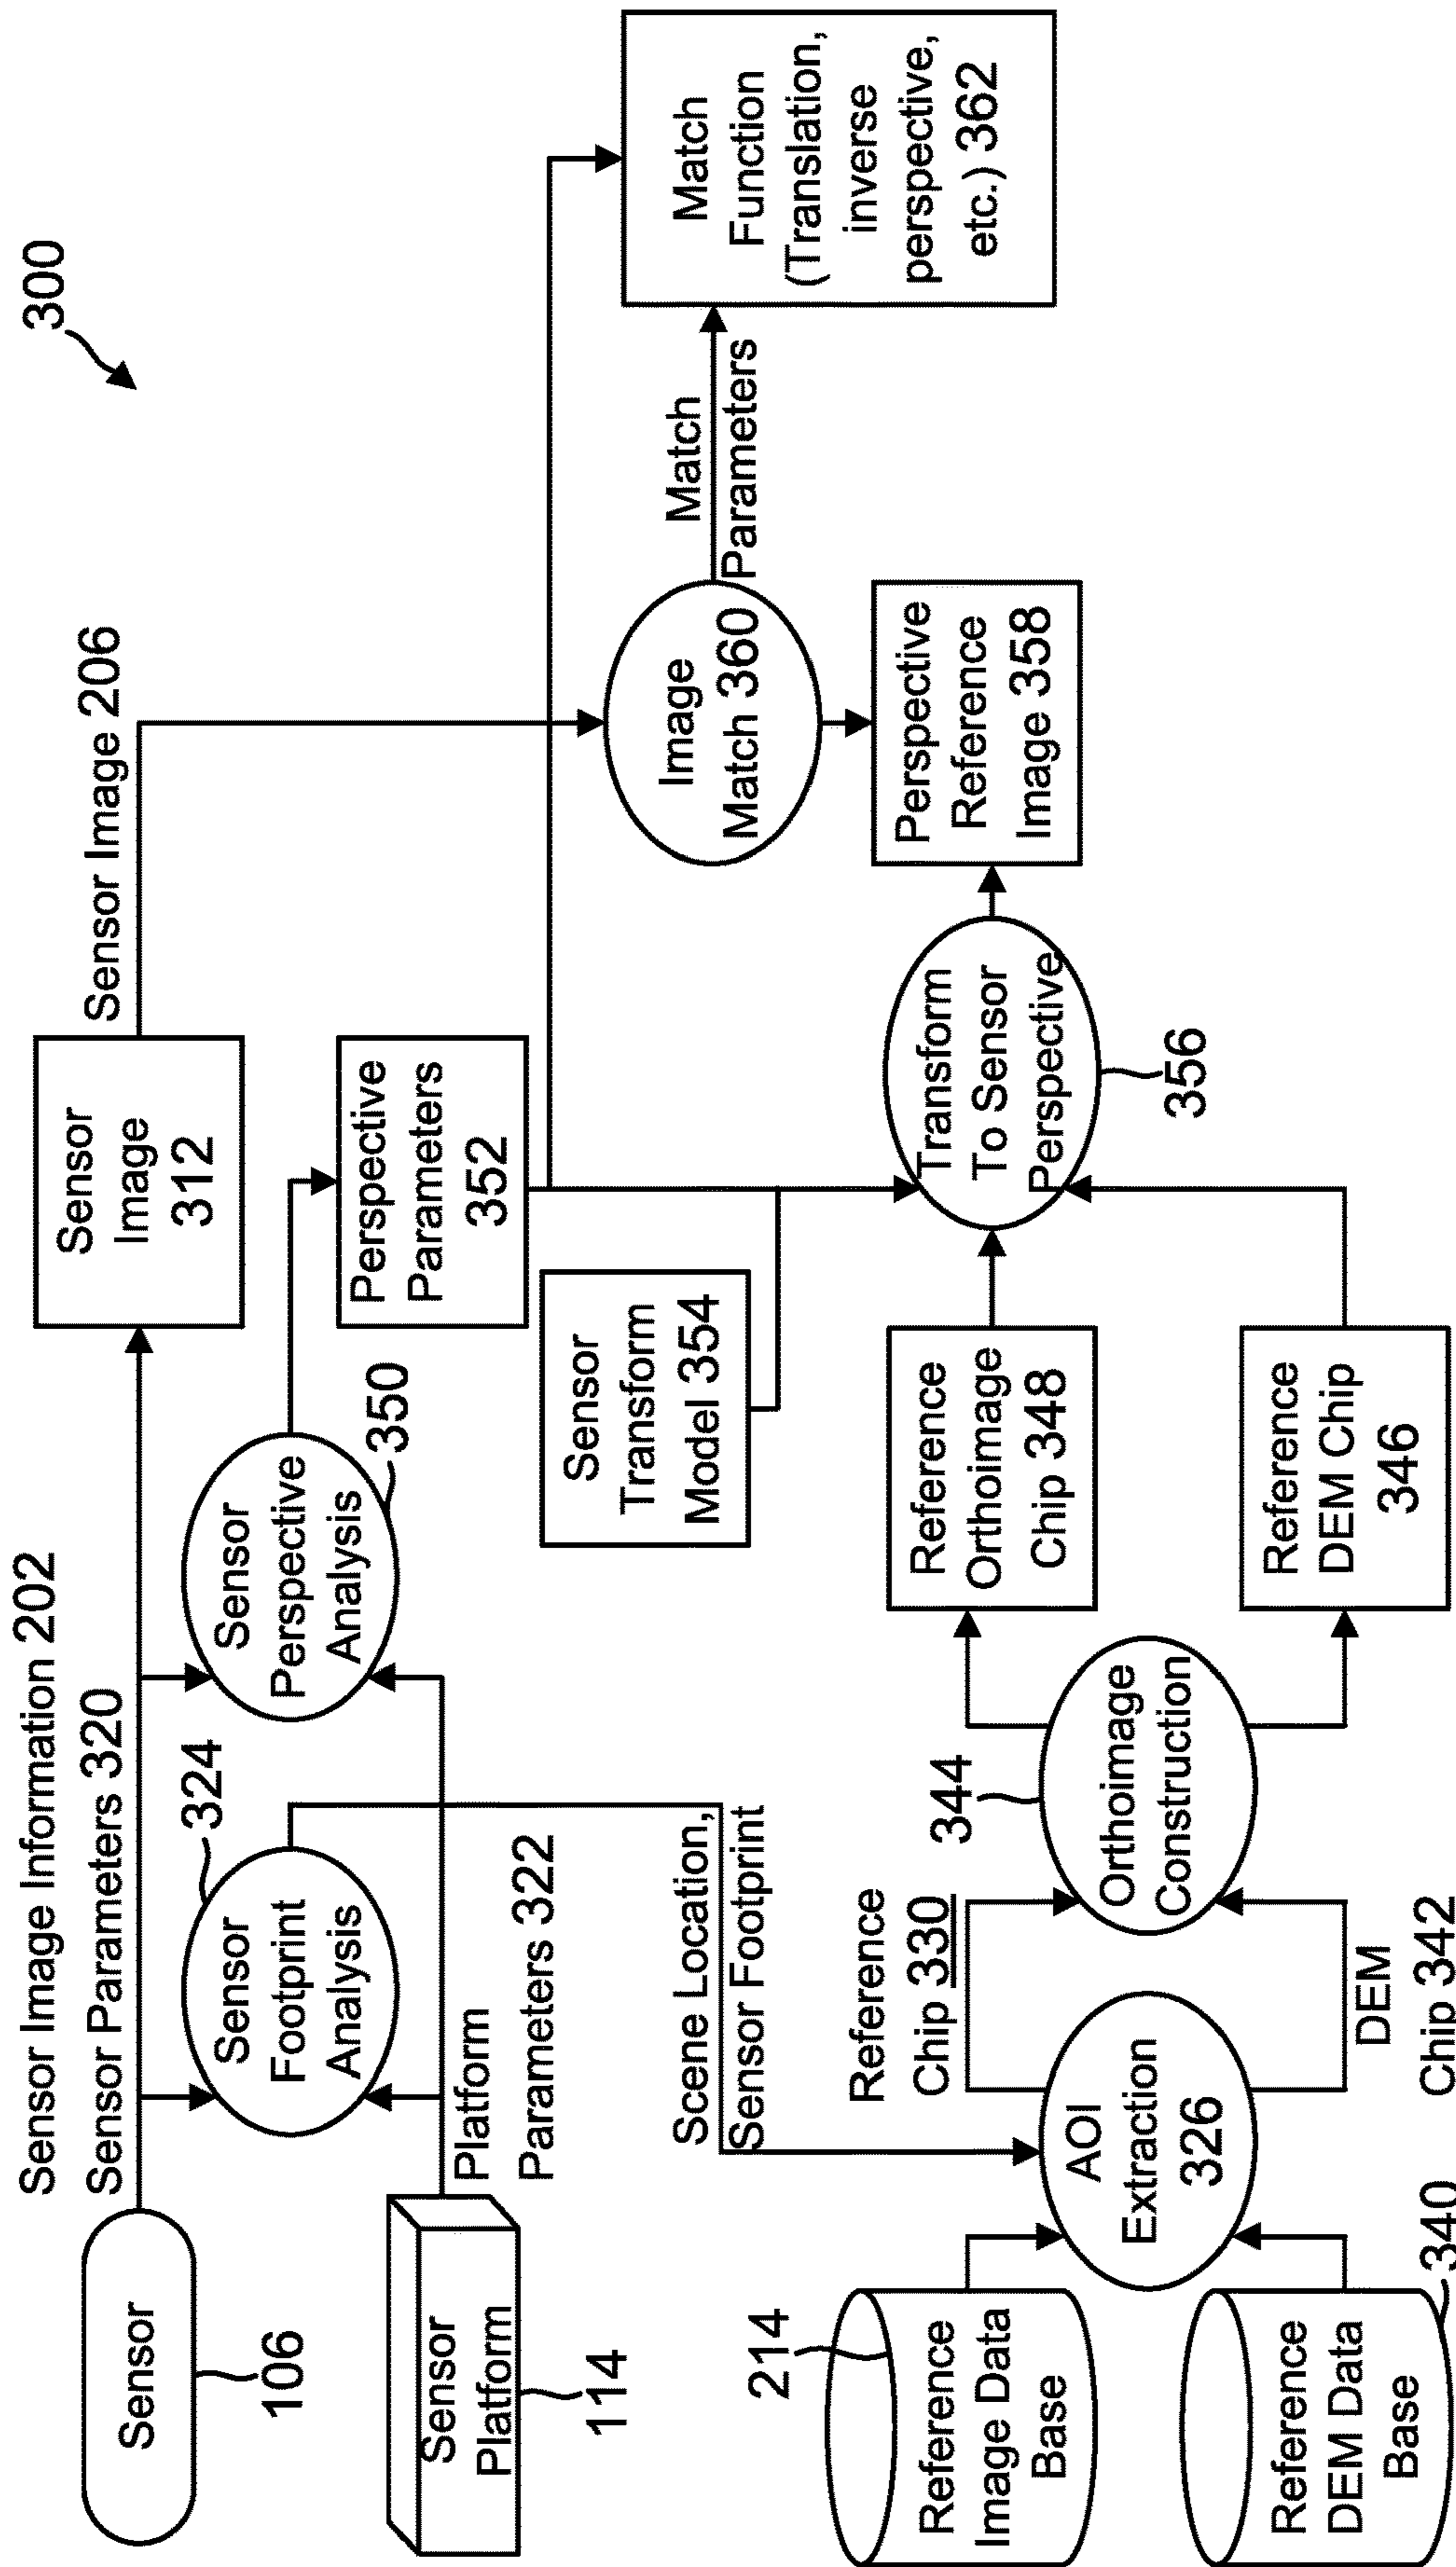 300
Sensor Image Information 202
Sensor Parameters 320
Sensor Image 206
Sensor
106
Sensor
Image
312
324
Sensor
Footprint
Analysis
Sensor
Perspective
Analysis
350
Perspective
Parameters
352
Sensor
Platform
114
Platform
Parameters 322
Sensor
Transform
Model 354
Scene Location,
Sensor Footprint
Image
Match 360
Match
Parameters
Match
Function
(Translation,
inverse
perspective,
etc.) 362
214
Reference
Image Data
Base
Reference
DEM Data
Base
340
AOI
Extraction
326
Reference
Chip 330
DEM
Chip 342
344
Orthoimage
Construction
Reference
Orthoimage
Chip 348
Reference
DEM Chip
346
Transform
To Sensor
Perspective
356
Perspective
Reference
Image 358